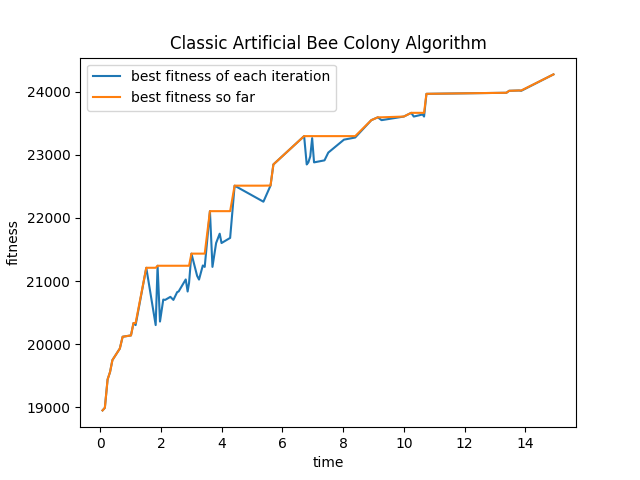 Classic Artificial Bee Colony Algorithm
best fitness of each iteration
best fitness so far
fitness
24000
23000
22000
21000
20000
19000
0 2 4 6 8 10 12 14
time